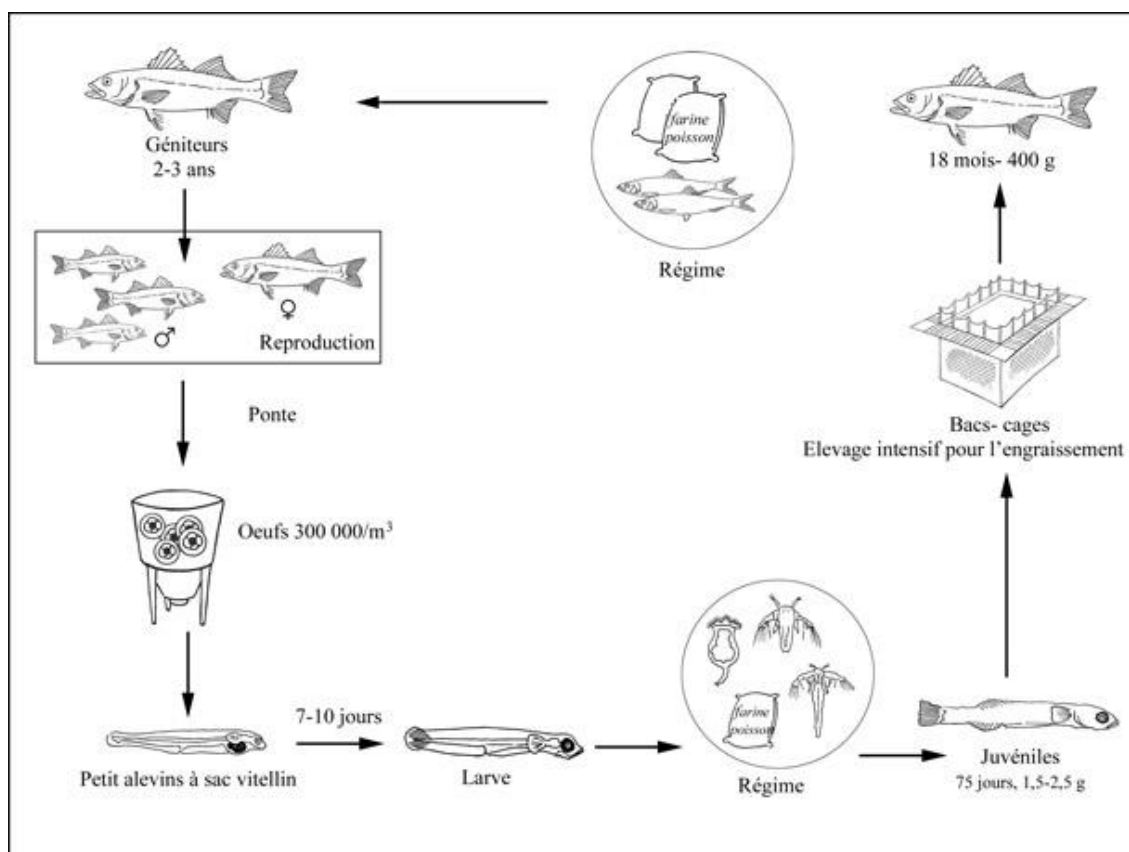 Géniteurs
2-3 ans
farine
poisson
Régime
18 mois- 400 g
♂
♀
Reproduction
Ponte
Bacs- cages
Elevage intensif pour l'engraissement
Oeufs 300 000/m³
7-10 jours
farine
poisson
Petit alevins à sac vitellin
Larve
Régime
Juvéniles
75 jours, 1,5-2,5 g